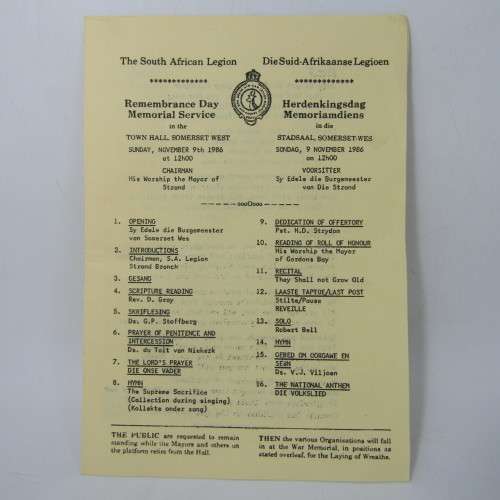 The South African Legion
Die Suid-Afrikaanse Legioen
************
************
Remembrance Day
Memorial Service
in the
TOWN HALL, SOMERSET WEST
SUNDAY, NOVEMBER 9th 1986
at 12h00
CHAIRMAN
His Worship the Mayor of
Strand
Herdenkingsdag
Memoriamdiens
in die
STADSAAL, SOMERSET-WES
SONDAG, 9 NOVEMBER 1986
om 12h00
VOORSITTER
Sy Edele die Burgemeester
van Die Strand
------oooOooo------
1. OPENING
Sy Edele die Burgemeester
van Somerset Wes
2. INTRODUCTIONS
Chairman, S.A. Legion
Strand Branch
3. GESANG
4. SCRIPTURE READING
Rev. D. Gray
5. SKRIFLESING
Ds. G.P. Stoffberg
6. PRAYER OF PENITENCE AND
INTERCESSION
Ds. du Toit van Niekerk
7. THE LORD'S PRAYER
DIE ONSE VADER
8. HYMN
The Supreme Sacrifice
(Collection during singing)
(Kollekte onder sang)
9. DEDICATION OF OFFERTORY
Pst. H.D. Strydom
10. READING OF ROLL OF HONOUR
His Worship the Mayor
of Gordons Bay
11. RECITAL
They Shall not Grow Old
12. LAASTE TAPTOE/LAST POST
Stilte/Pause
REVEILLE
13. SOLO
Robert Bell
14. HYMN
15. GEBED OM OORGAWE EN
SEëN
Ds. V.J. Viljoen
16. THE NATIONAL ANTHEM
DIE VOLKSLIED
THE PUBLIC are requested to remain
standing while the Mayors and others on
the platform retire from the Hall.
THEN the various Organisations will fall
in at the War Memorial, in positions as
stated overleaf, for the Laying of Wreaths.